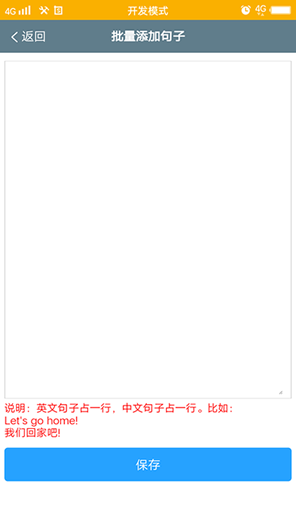 4G 开发模式 4G
返回 批量添加句子
说明：英文句子占一行，中文句子占一行。比如：
Let's go home!
我们回家吧!
保存